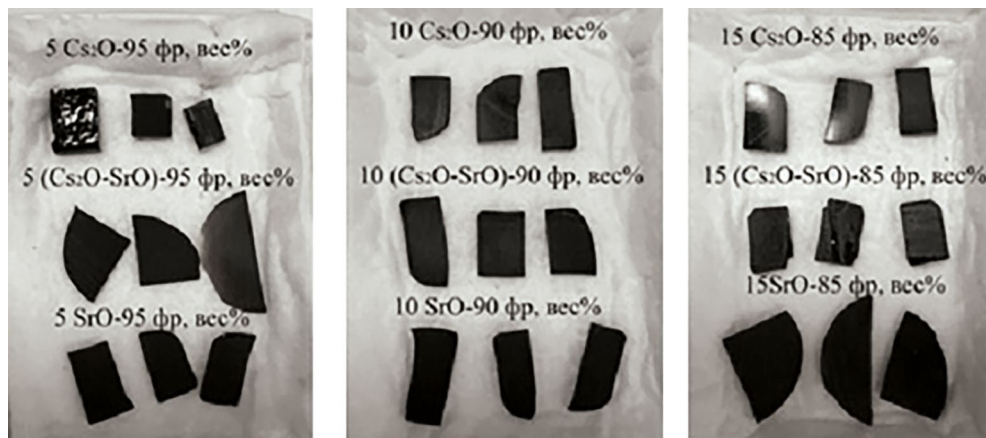 5 Cs₂O-95 фр, вес%
5 (Cs₂O-SrO)-95 фр, вес%
5 SrO-95 фр, вес%
10 Cs₂O-90 фр, вес%
10 (Cs₂O-SrO)-90 фр, вес%
10 SrO-90 фр, вес%
15 Cs₂O-85 фр, вес%
15 (Cs₂O-SrO)-85 фр, вес%
15SrO-85 фр, вес%